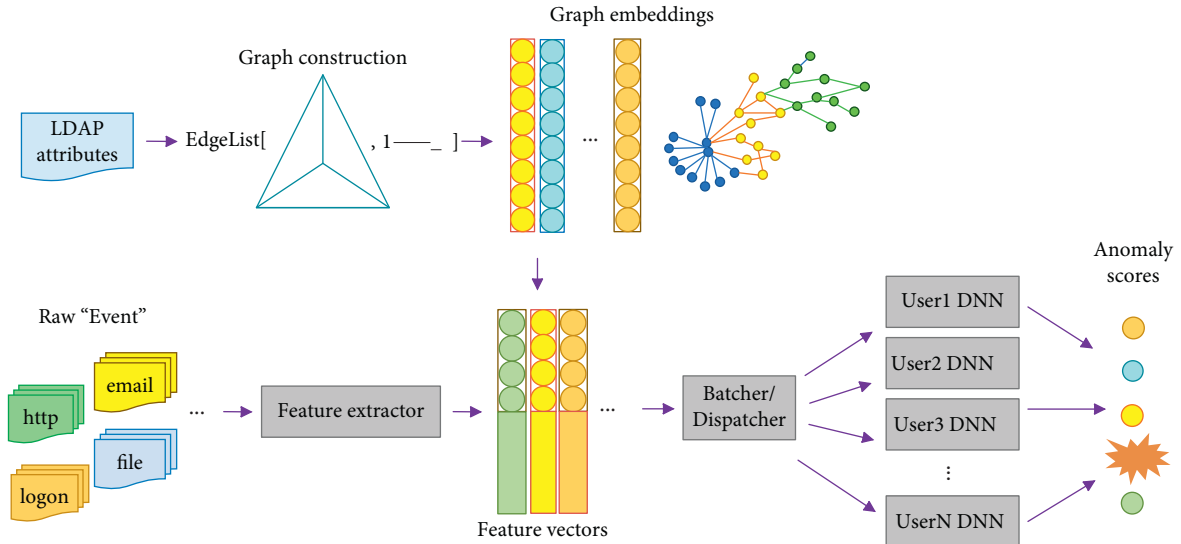 Graph embeddings
Graph construction
LDAP
attributes
EdgeList[
, 1
_ ]
...
Anomaly
scores
Raw “Event”
email
http
file
logon
...
Feature extractor
...
Feature vectors
Batcher/
Dispatcher
User1 DNN
User2 DNN
User3 DNN
...
UserN DNN